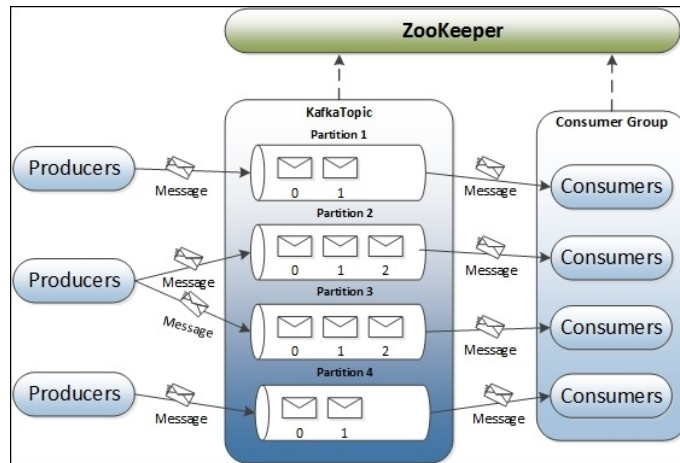 ZooKeeper
KafkaTopic
Consumer Group
Partition 1
Producers
Message
0 1
Message
Consumers
Partition 2
Producers
Message
Message
0 1 2
Message
Consumers
Partition 3
0 1 2
Message
Consumers
Partition 4
Producers
Message
0 1
Message
Consumers